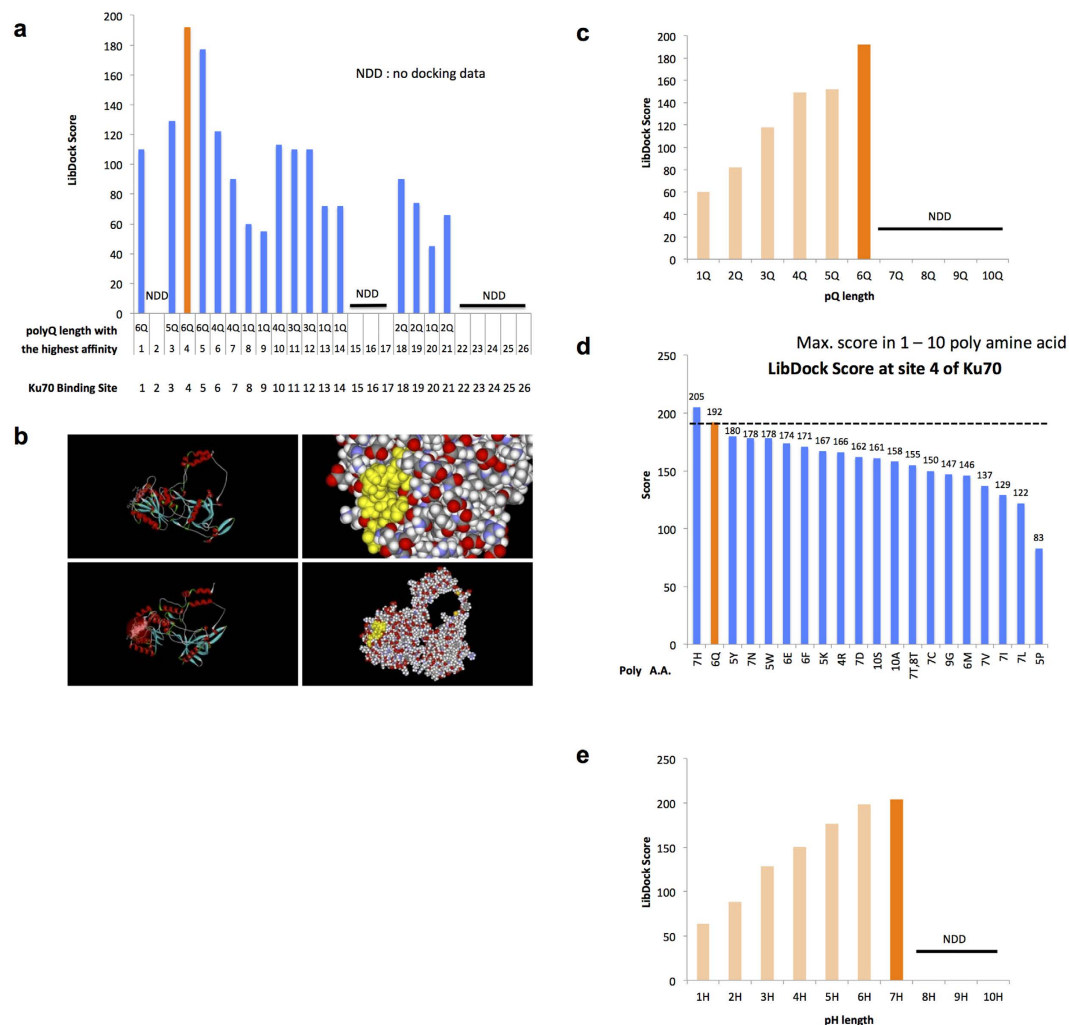 a
200
180
160
140
120
100
80
60
40
20
0
LibDock Score
NDD : no docking data
NDD
NDD
NDD
polyQ length with
the highest affinity
6Q 5Q 6Q 6Q 4Q 4Q 1Q 1Q 4Q 3Q 3Q 1Q 1Q 2Q 2Q 1Q 2Q
1 2 3 4 5 6 7 8 9 10 11 12 13 14 15 16 17 18 19 20 21 22 23 24 25 26
Ku70 Binding Site 1 2 3 4 5 6 7 8 9 10 11 12 13 14 15 16 17 18 19 20 21 22 23 24 25 26
b
c
200
180
160
140
120
100
80
60
40
20
0
LibDock Score
NDD
1Q 2Q 3Q 4Q 5Q 6Q 7Q 8Q 9Q 10Q
pQ length
d
Max. score in 1 – 10 poly amino acid
LibDock Score at site 4 of Ku70
250
200
150
100
50
0
Score
205 192 180 178 178 174 171 167 166 162 161 158 155 150 147 146 137 129 122 83
7H 6Q 5Y 7N 5W 6E 6F 5K 4R 7D 10S 10A 7T,8T 7C 9G 6M 7V 7I 7L 5P
Poly A.A.
e
250
200
150
100
50
0
LibDock Score
NDD
1H 2H 3H 4H 5H 6H 7H 8H 9H 10H
pH length